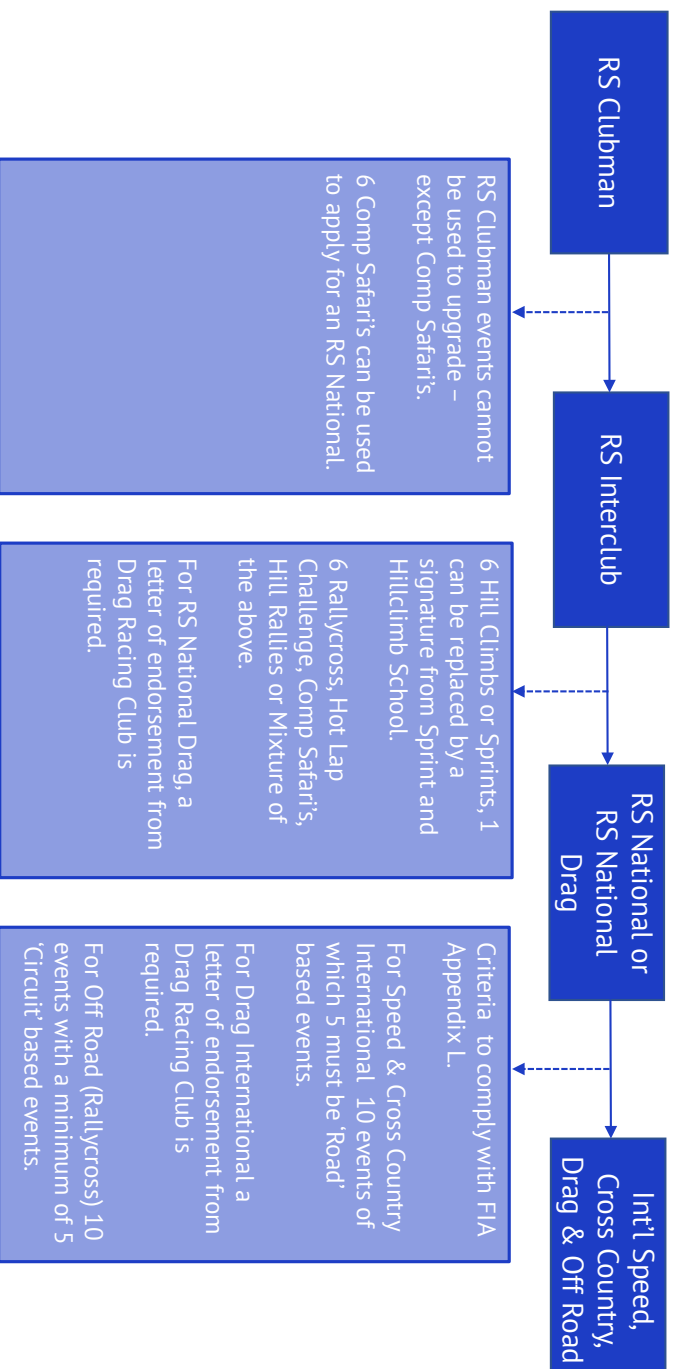 RS Clubman
RS Interclub
RS National or
RS National
Drag
Int'l Speed,
Cross Country,
Drag & Off Road
RS Clubman events cannot
be used to upgrade –
except Comp Safari's.
6 Comp Safari's can be used
to apply for an RS National.
6 Hill Climbs or Sprints, 1
can be replaced by a
signature from Sprint and
Hillclimb School.
6 Rallycross, Hot Lap
Challenge, Comp Safari's,
Hill Rallies or Mixture of
the above.
For RS National Drag, a
letter of endorsement from
Drag Racing Club is
required.
Criteria to comply with FIA
Appendix L.
For Speed & Cross Country
International 10 events of
which 5 must be 'Road'
based events.
For Drag International a
letter of endorsement from
Drag Racing Club is
required.
For Off Road (Rallycross) 10
events with a minimum of 5
'Circuit' based events.